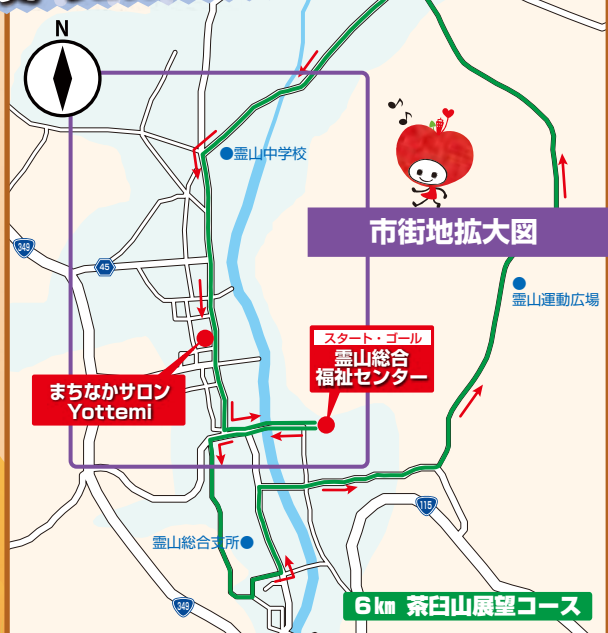 N
霊山中学校
市街地拡大図
349
45
霊山運動広場
スタート・ゴール
霊山総合
福祉センター
まちなかサロン
Yottemi
115
霊山総合支所
349
6km 茶臼山展望コース